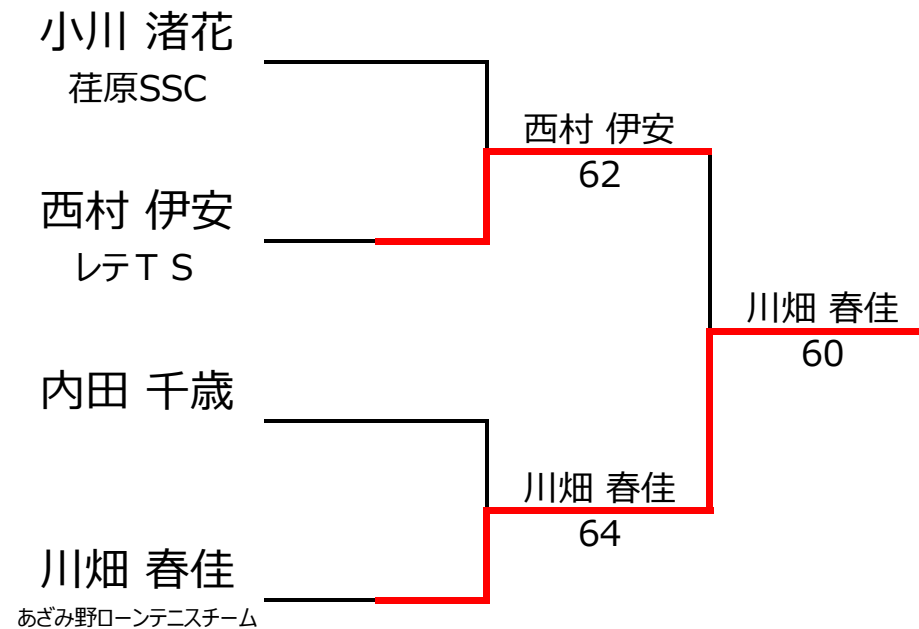 小川 渚花
荏原SSC
西村 伊安
62
西村 伊安
レテＴＳ
川畑 春佳
60
内田 千歳
川畑 春佳
64
川畑 春佳
あざみ野ローンテニスチーム